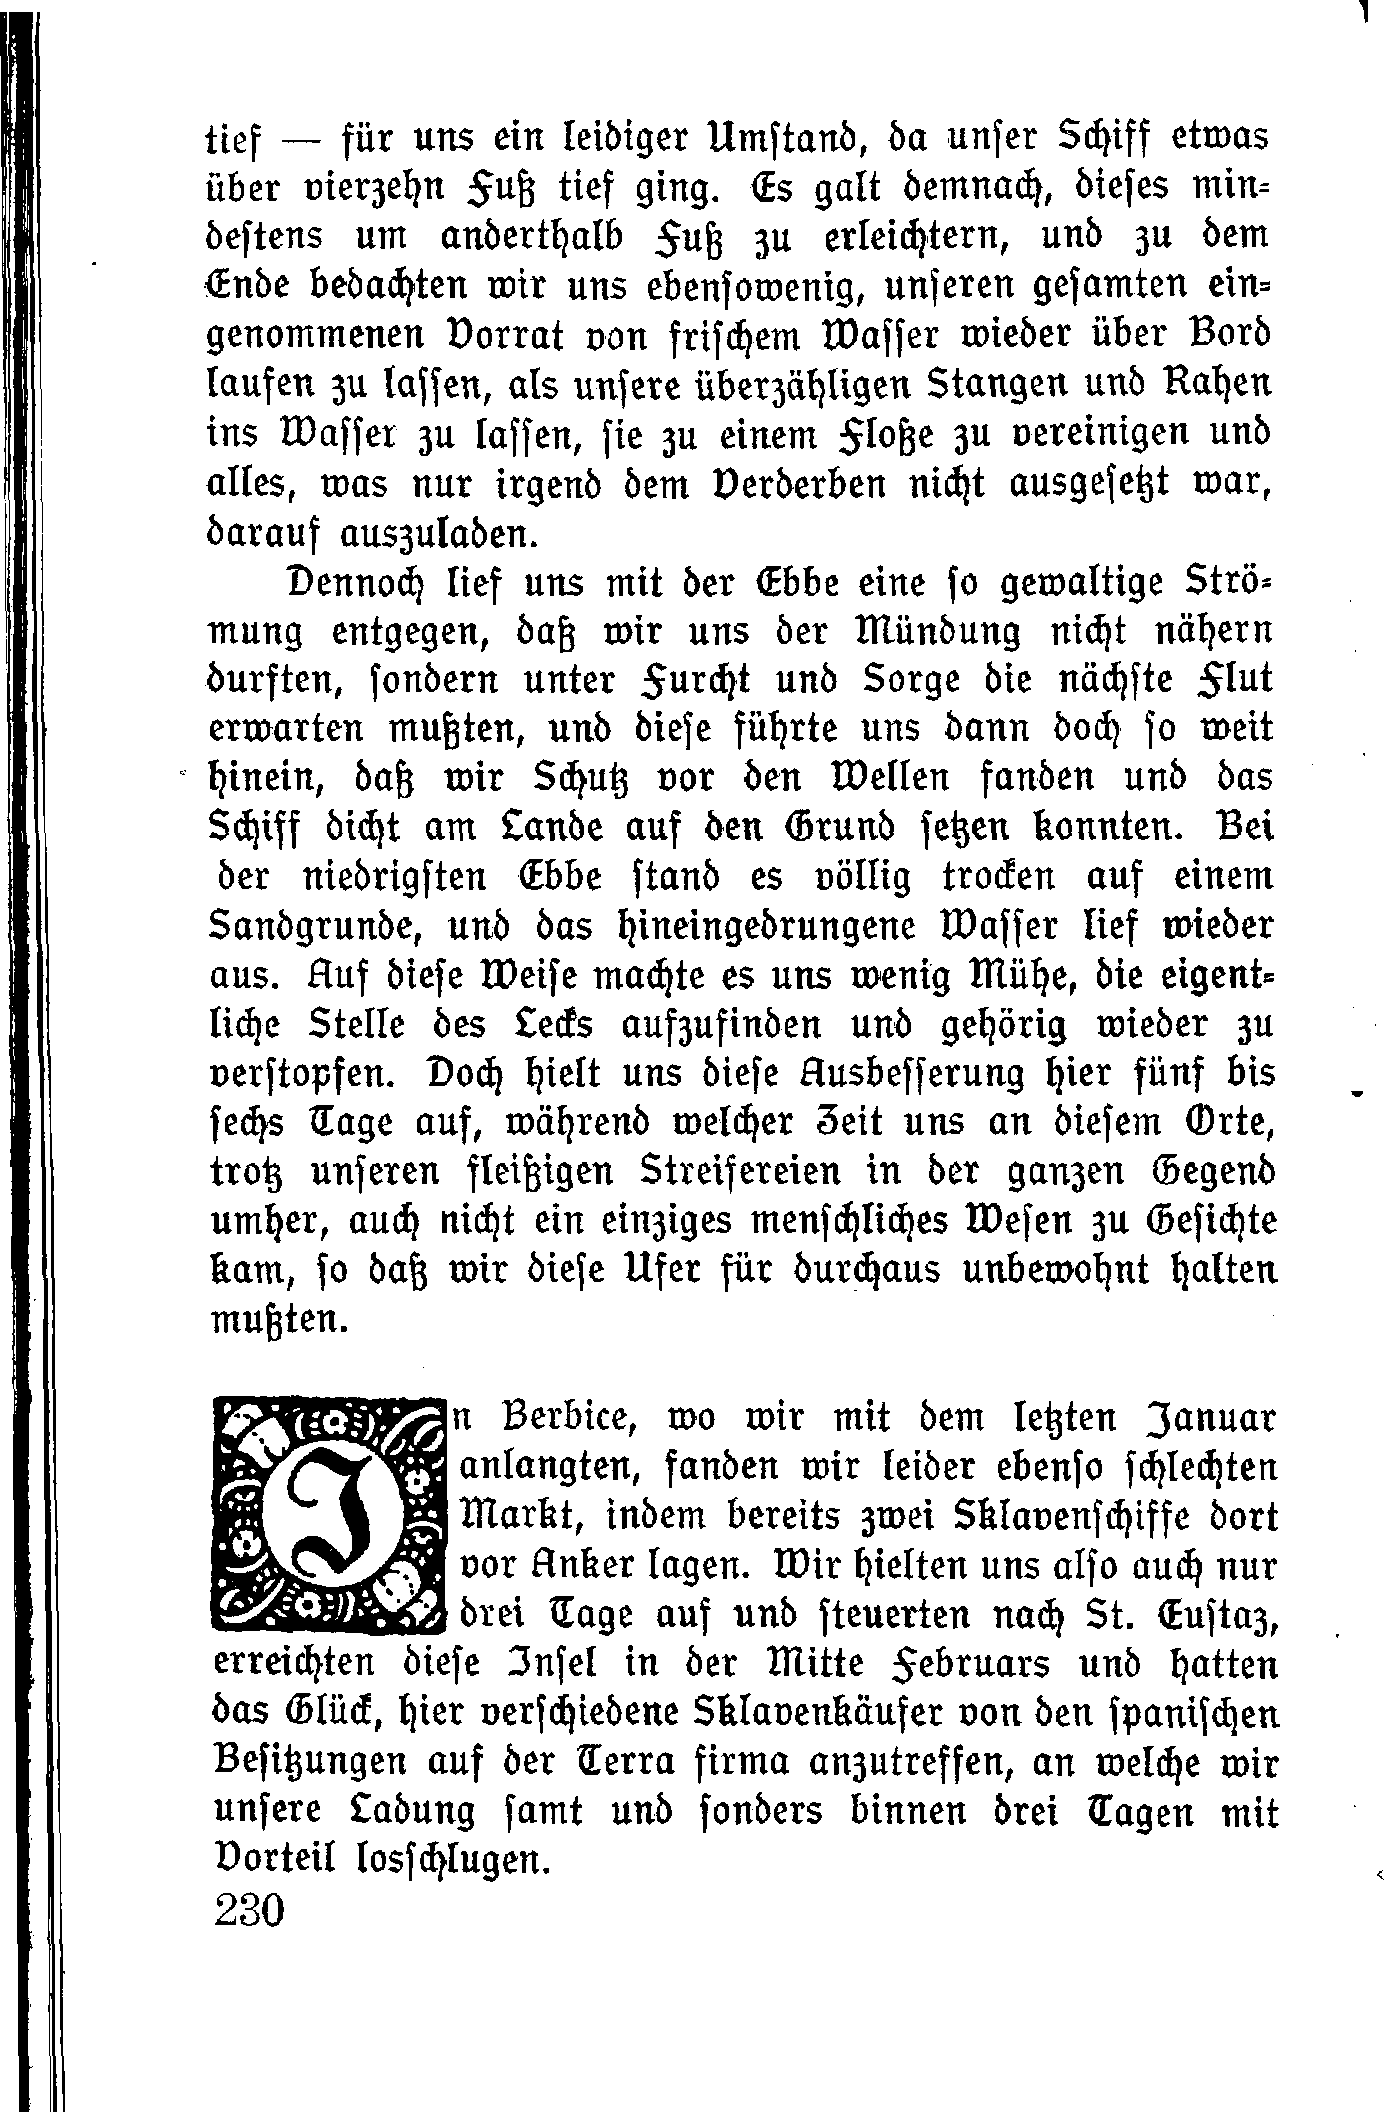 tief — für uns ein leidiger Umstand, da unser Schiff etwas
über vierzehn Fuß tief ging. Es galt demnach, dieses min-
destens um anderthalb Fuß zu erleichtern, und zu dem
Ende bedachten wir uns ebensowenig, unseren gesamten ein-
genommenen Vorrat von frischem Wasser wieder über Bord
laufen zu lassen, als unsere überzähligen Stangen und Rahen
ins Wasser zu lassen, sie zu einem Floße zu vereinigen und
alles, was nur irgend dem Verderben nicht ausgesetzt war,
darauf auszuladen.
Dennoch lief uns mit der Ebbe eine so gewaltige Strö-
mung entgegen, daß wir uns der Mündung nicht nähern
durften, sondern unter Furcht und Sorge die nächste Flut
erwarten mußten, und diese führte uns dann doch so weit
hinein, daß wir Schutz vor den Wellen fanden und das
Schiff dicht am Lande auf den Grund setzen konnten. Bei
der niedrigsten Ebbe stand es völlig trocken auf einem
Sandgrunde, und das hineingedrungene Wasser lief wieder
aus. Auf diese Weise machte es uns wenig Mühe, die eigent-
liche Stelle des Lecks aufzufinden und gehörig wieder zu
verstopfen. Doch hielt uns diese Ausbesserung hier fünf bis
sechs Tage auf, während welcher Zeit uns an diesem Orte,
trotz unseren fleißigen Streifereien in der ganzen Gegend
umher, auch nicht ein einziges menschliches Wesen zu Gesichte
kam, so daß wir diese Ufer für durchaus unbewohnt halten
mußten.
In Berbice, wo wir mit dem letzten Januar
anlangten, fanden wir leider ebenso schlechten
Markt, indem bereits zwei Sklavenschiffe dort
vor Anker lagen. Wir hielten uns also auch nur
drei Tage auf und steuerten nach St. Eustaz,
erreichten diese Insel in der Mitte Februars und hatten
das Glück, hier verschiedene Sklavenkäufer von den spanischen
Besitzungen auf der Terra firma anzutreffen, an welche wir
unsere Ladung samt und sonders binnen drei Tagen mit
Vorteil losschlugen.
230